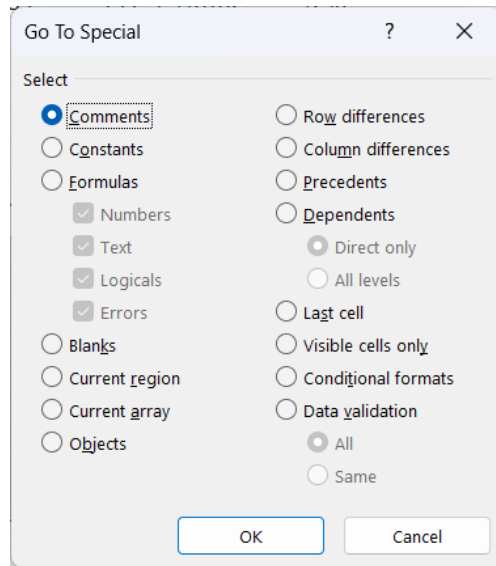 Go To Special ?
Select
Comments
Constants
Formulas
Numbers
Text
Logicals
Errors
Blanks
Current region
Current array
Objects
Row differences
Column differences
Precedents
Dependents
Direct only
All levels
Last cell
Visible cells only
Conditional formats
Data validation
All
Same
OK
Cancel